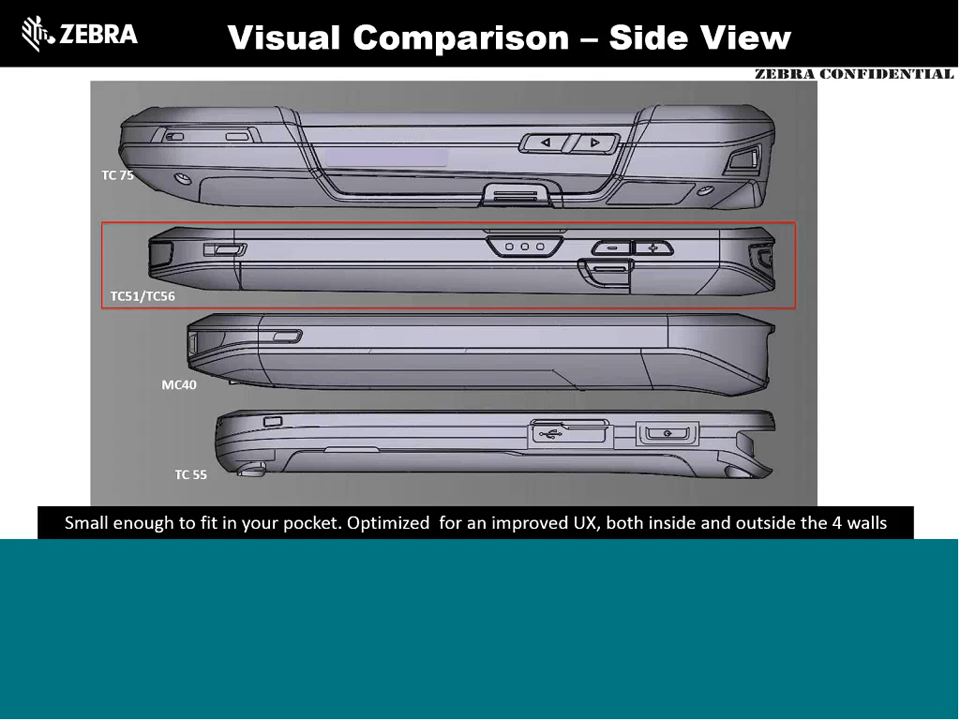 ZEBRA
Visual Comparison – Side View
ZEBRA CONFIDENTIAL
TC 75
- +
TC51/TC56
MC40
TC 55
Small enough to fit in your pocket. Optimized for an improved UX, both inside and outside the 4 walls